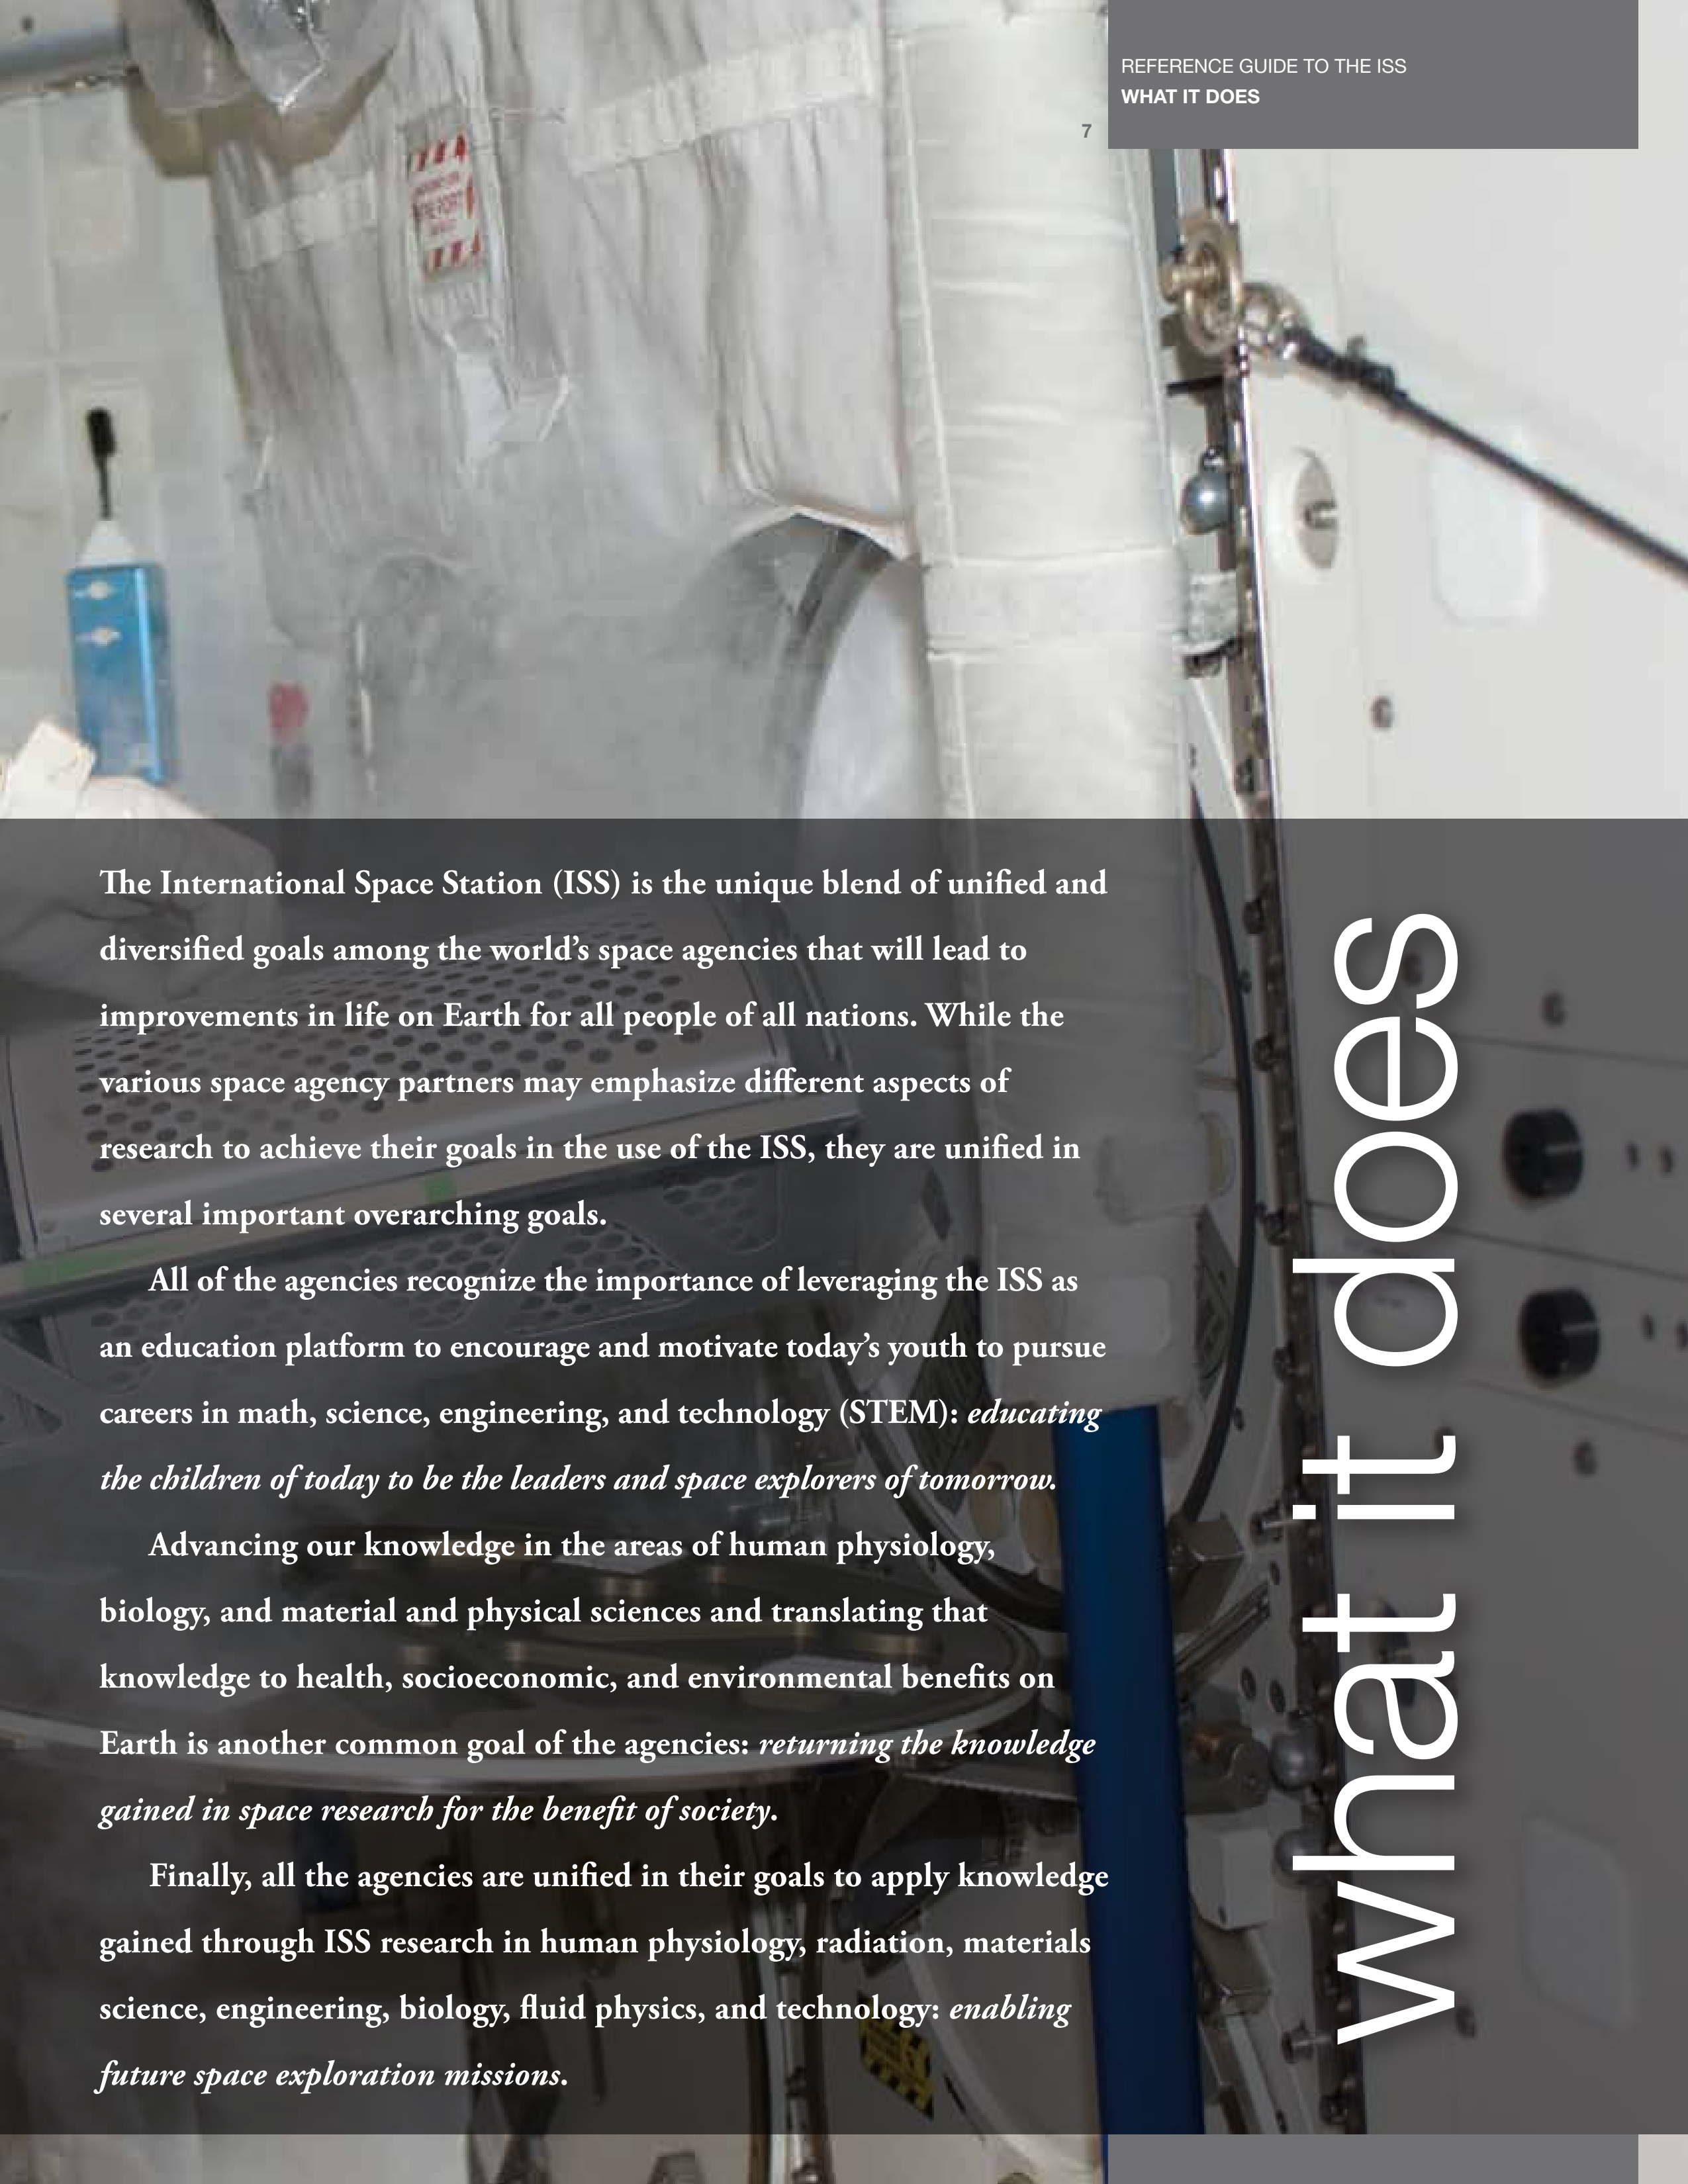 REFERENCE GUIDE TO THE ISS
WHAT IT DOES
7
The International Space Station (ISS) is the unique blend of unified and
diversified goals among the world’s space agencies that will lead to
improvements in life on Earth for all people of all nations. While the
various space agency partners may emphasize different aspects of
research to achieve their goals in the use of the ISS, they are unified in
several important overarching goals.
All of the agencies recognize the importance of leveraging the ISS as
an education platform to encourage and motivate today’s youth to pursue
careers in math, science, engineering, and technology (STEM): educating
the children of today to be the leaders and space explorers of tomorrow.
Advancing our knowledge in the areas of human physiology,
biology, and material and physical sciences and translating that
knowledge to health, socioeconomic, and environmental benefits on
Earth is another common goal of the agencies: returning the knowledge
gained in space research for the benefit of society.
Finally, all the agencies are unified in their goals to apply knowledge
gained through ISS research in human physiology, radiation, materials
science, engineering, biology, fluid physics, and technology: enabling
future space exploration missions.
what it does